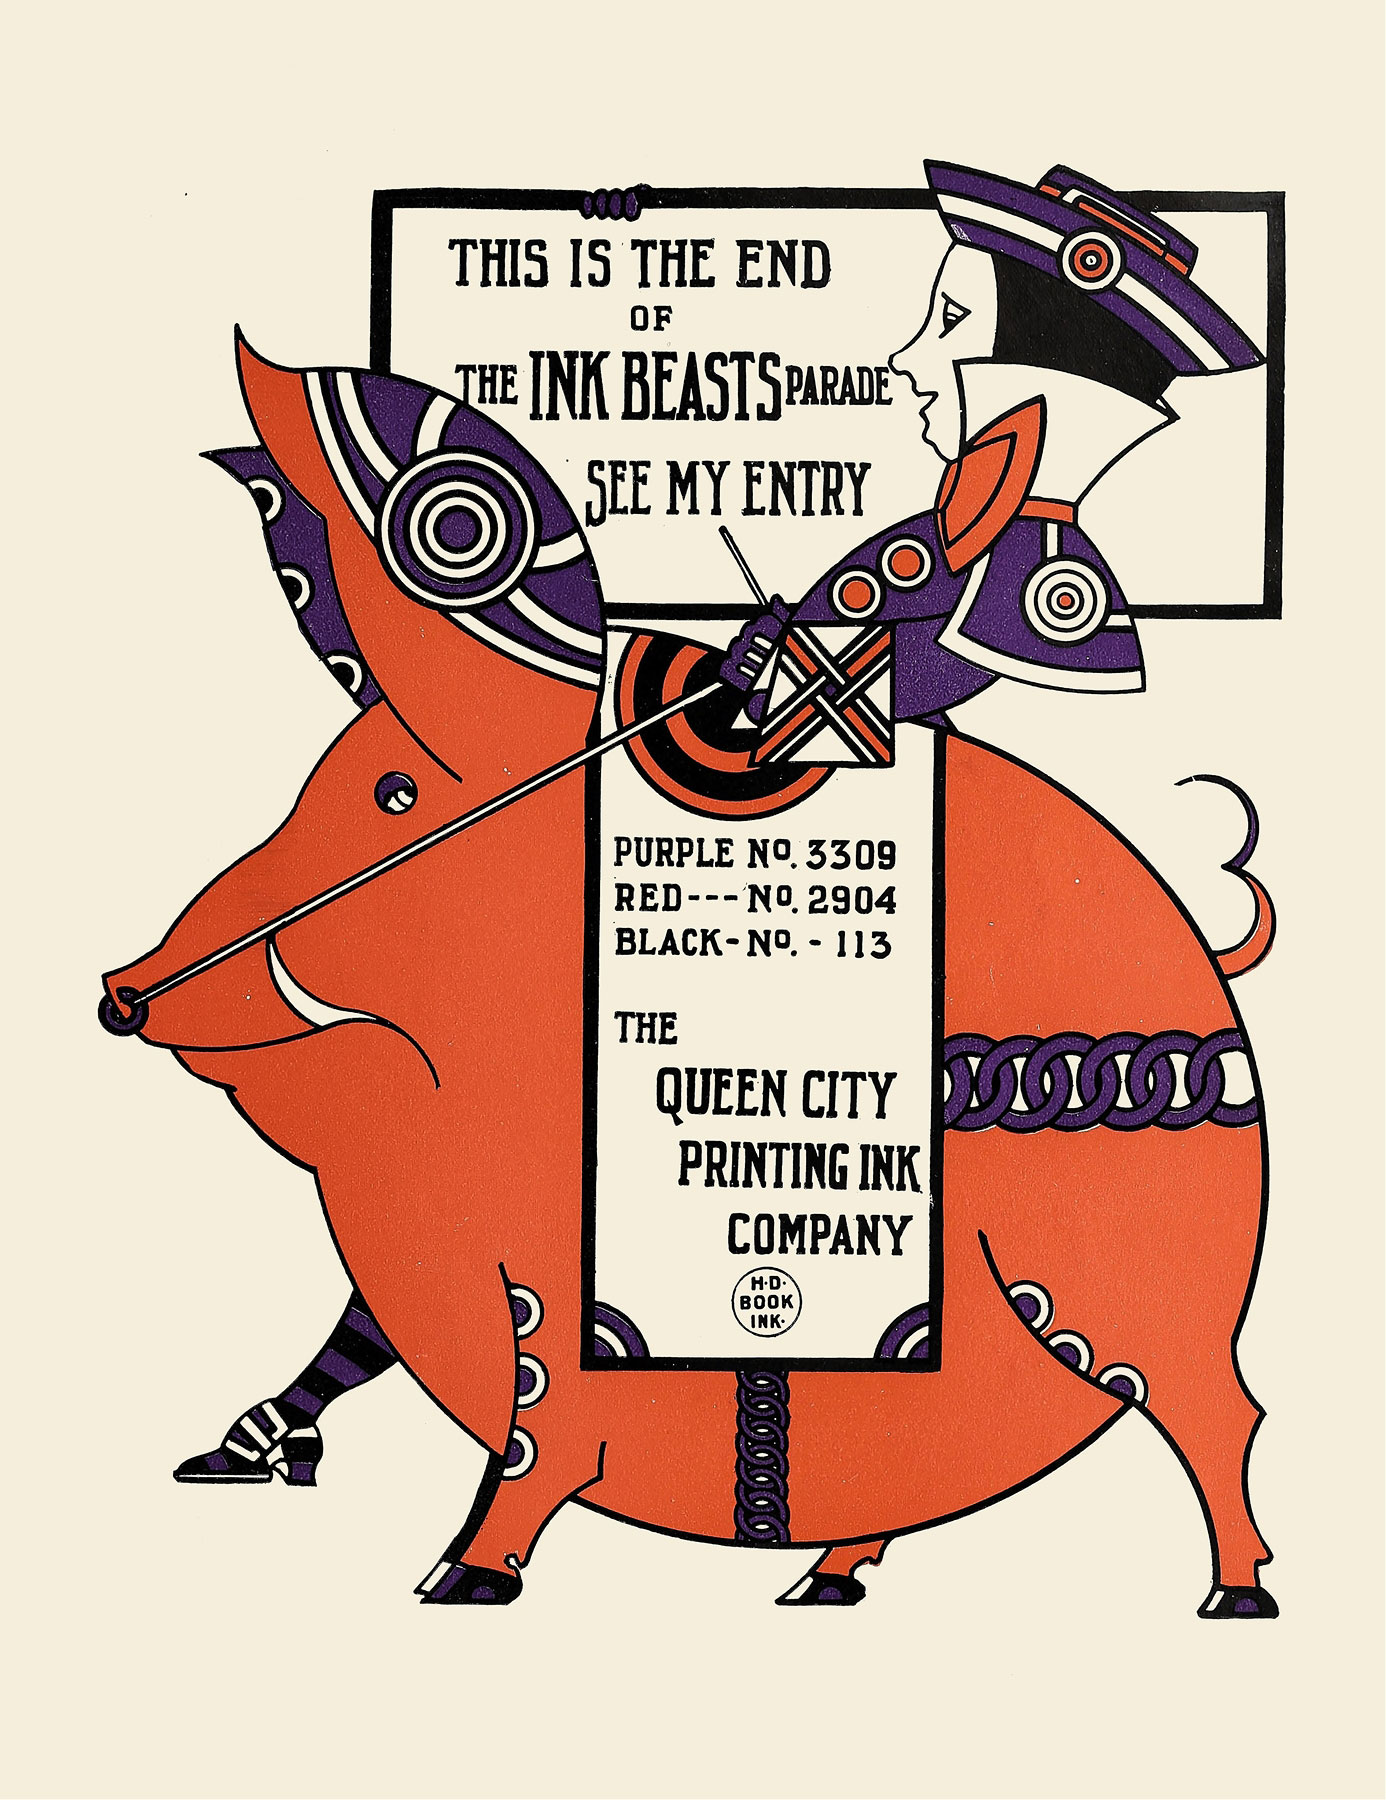 THIS IS THE END
OF
THE INK BEASTS PARADE
SEE MY ENTRY
PURPLE No. 3309
RED---No. 2904
BLACK-No. - 113
THE
QUEEN CITY
PRINTING INK
COMPANY
H·D·
BOOK
INK·